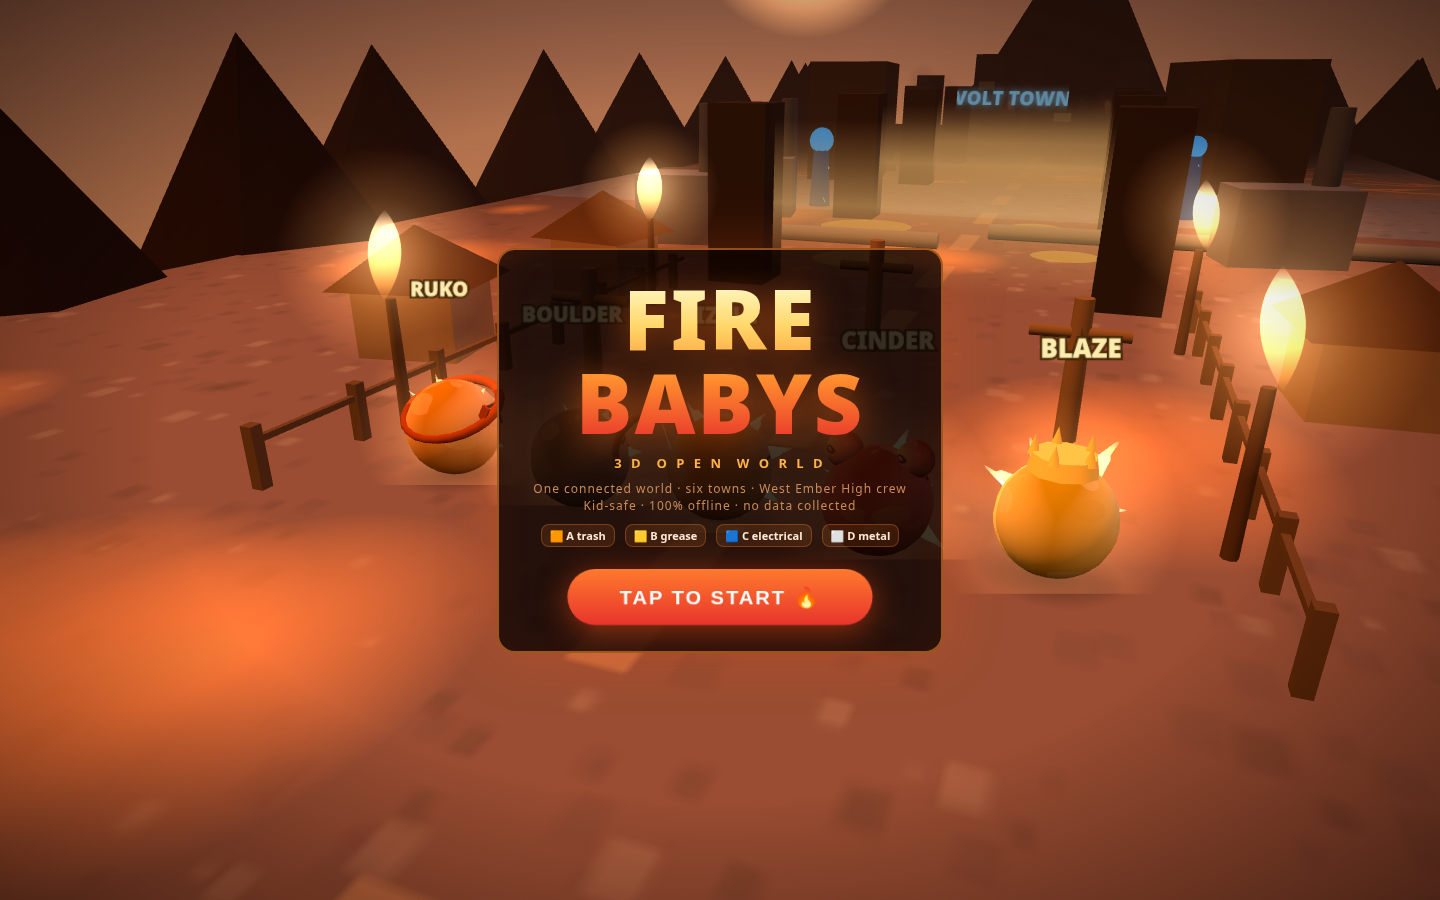 VOLT TOWN
RUKO
BOULDER
CINDER
BLAZE
FIRE
BABYS
3D OPEN WORLD
One connected world · six towns · West Ember High crew
Kid-safe · 100% offline · no data collected
🟧 A trash 🟨 B grease 🟦 C electrical ⬜ D metal
TAP TO START 🔥